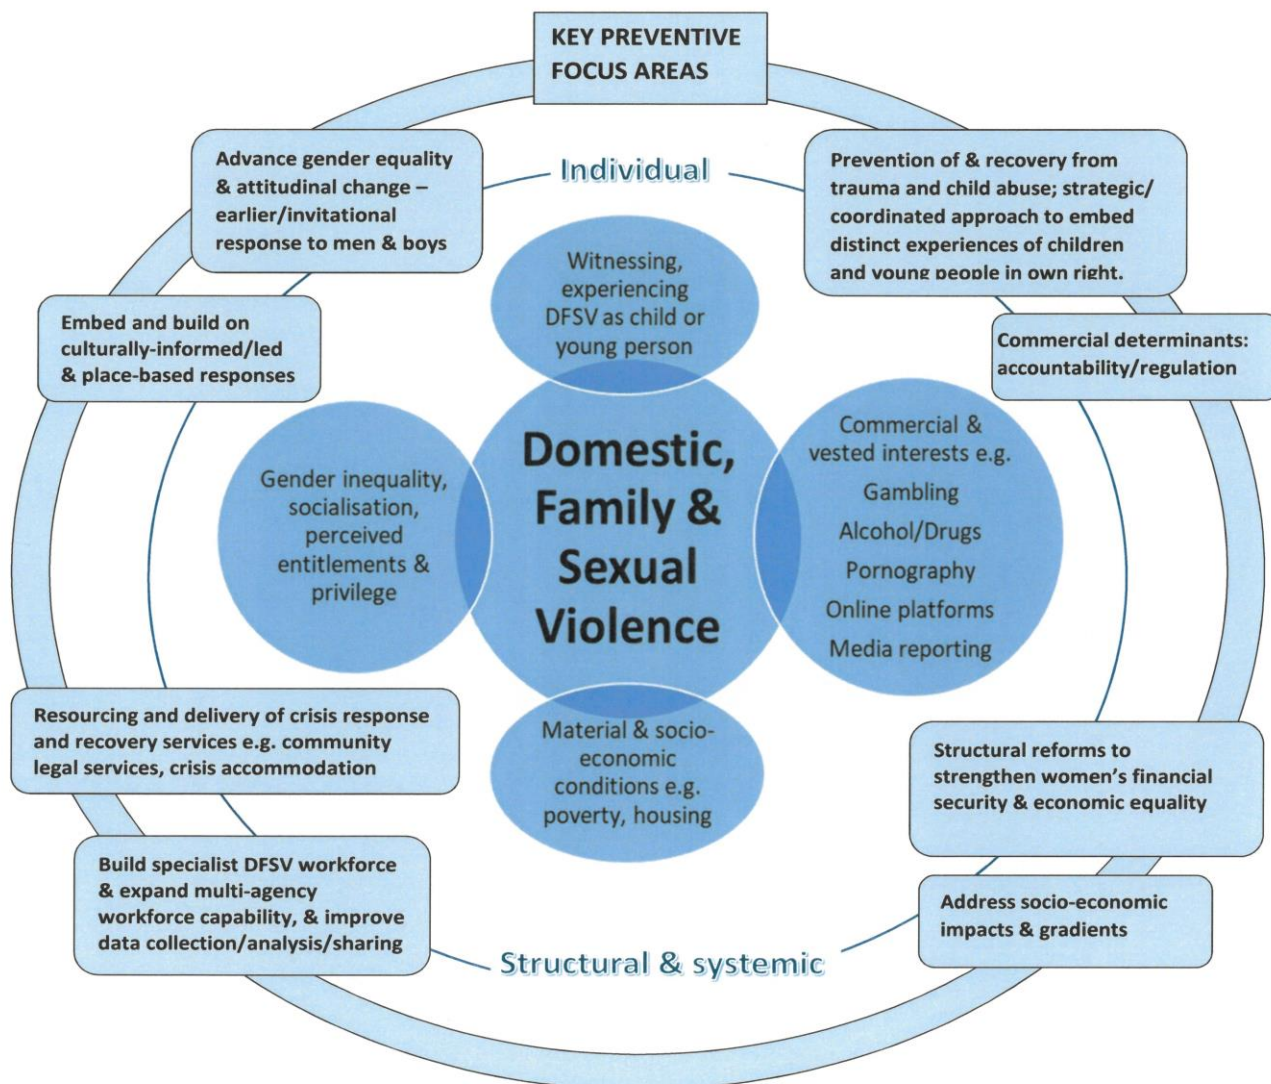 KEY PREVENTIVE
FOCUS AREAS
Advance gender equality
& attitudinal change –
earlier/invitational
response to men & boys
Individual
Prevention of & recovery from
trauma and child abuse; strategic/
coordinated approach to embed
distinct experiences of children
and young people in own right.
Embed and build on
culturally-informed/led
& place-based responses
Witnessing,
experiencing
DFSV as child or
young person
Commercial determinants:
accountability/regulation
Gender inequality,
socialisation,
perceived
entitlements &
privilege
Domestic,
Family &
Sexual
Violence
Commercial &
vested interests e.g.
Gambling
Alcohol/Drugs
Pornography
Online platforms
Media reporting
Resourcing and delivery of crisis response
and recovery services e.g. community
legal services, crisis accommodation
Material & socio-
economic
conditions e.g.
poverty, housing
Structural reforms to
strengthen women’s financial
security & economic equality
Build specialist DFSV workforce
& expand multi-agency
workforce capability, & improve
data collection/analysis/sharing
Address socio-economic
impacts & gradients
Structural & systemic